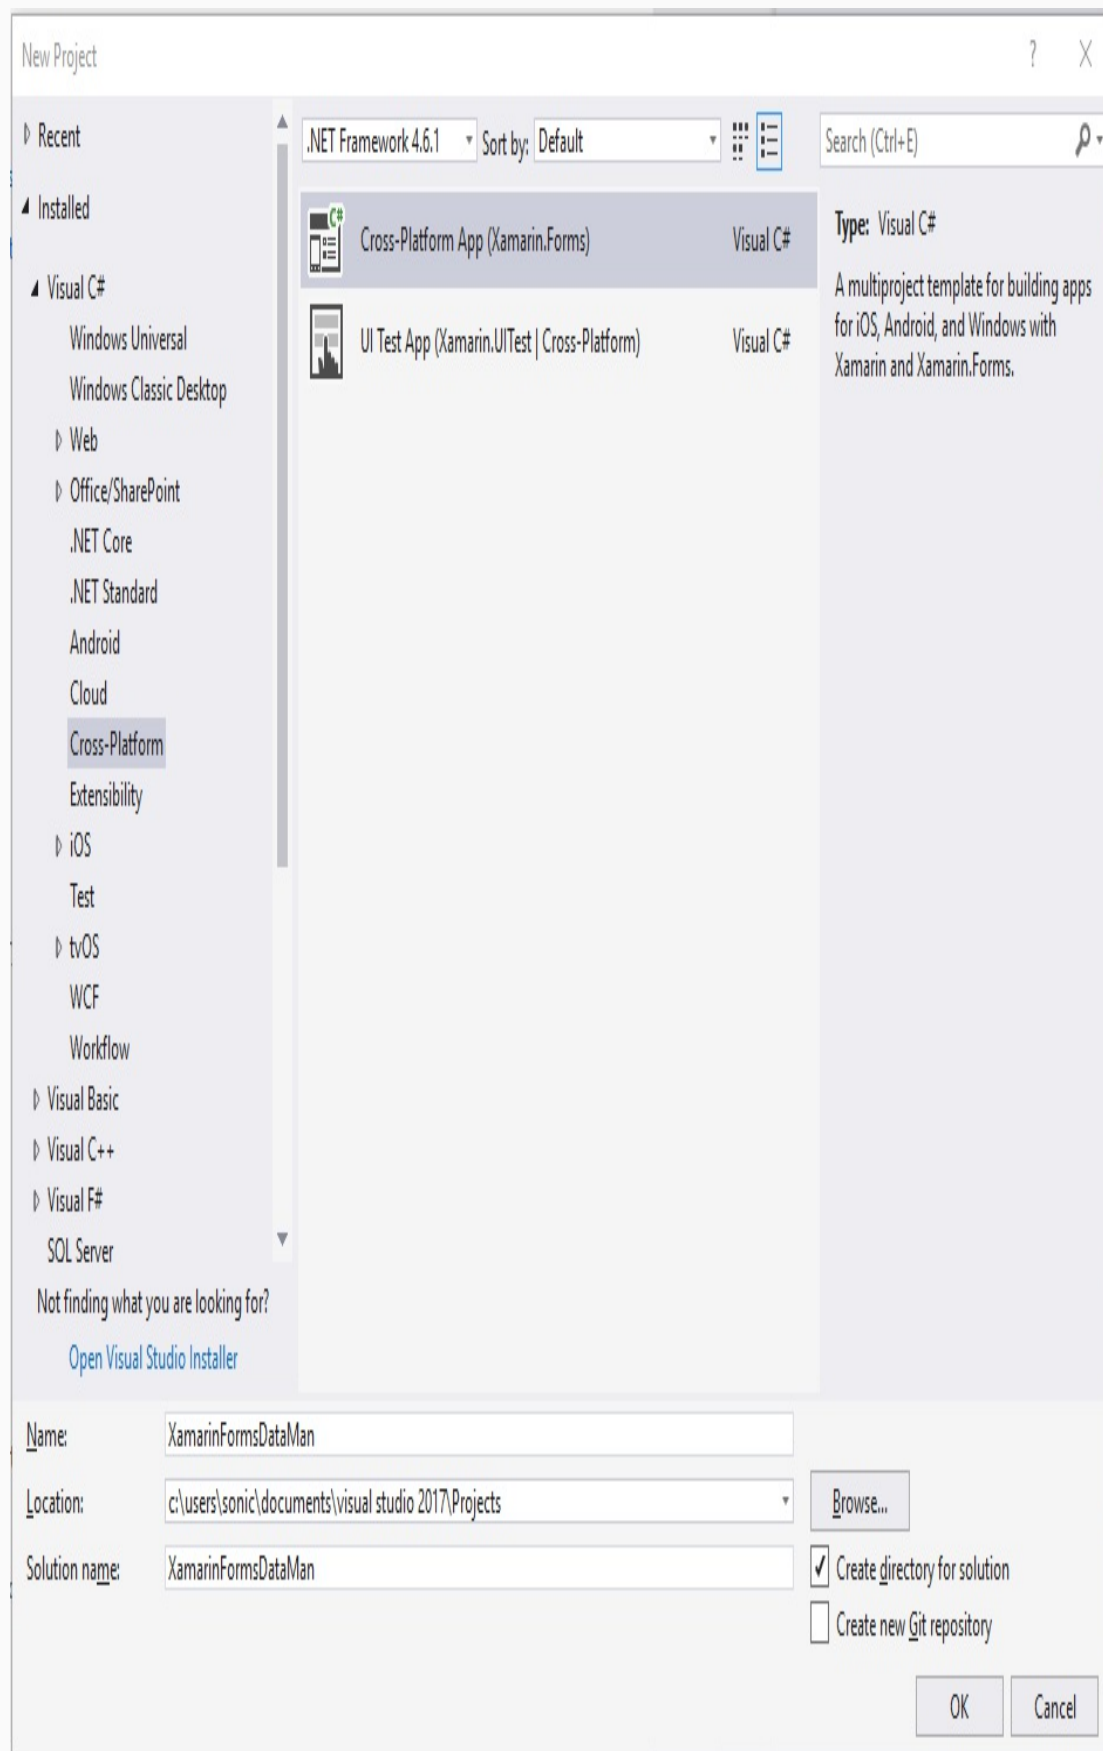 New Project
? X
Recent
Installed
Visual C#
Windows Universal
Windows Classic Desktop
Web
Office/SharePoint
.NET Core
.NET Standard
Android
Cloud
Cross-Platform
Extensibility
iOS
Test
tvOS
WCF
Workflow
Visual Basic
Visual C++
Visual F#
SQL Server
Not finding what you are looking for?
Open Visual Studio Installer
.NET Framework 4.6.1 Sort by: Default
C# Cross-Platform App (Xamarin.Forms) Visual C#
UI Test App (Xamarin.UITest | Cross-Platform) Visual C#
Search (Ctrl+E)
Type: Visual C#
A multiproject template for building apps
for iOS, Android, and Windows with
Xamarin and Xamarin.Forms.
Name: XamarinFormsDataMan
Location: c:\users\sonic\documents\visual studio 2017\Projects Browse...
Solution name: XamarinFormsDataMan
Create directory for solution
Create new Git repository
OK Cancel